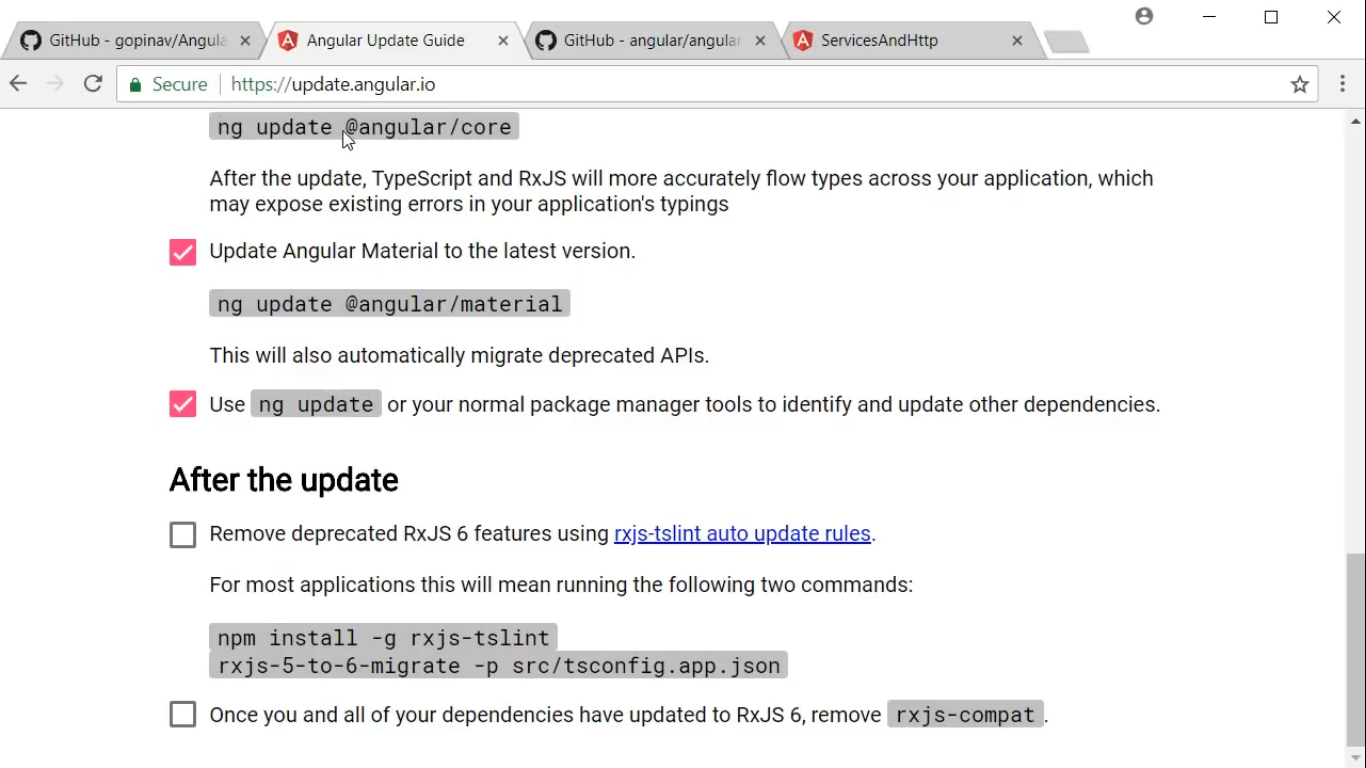 GitHub - gopinav/Angula
Angular Update Guide
GitHub - angular/angular
ServicesAndHttp
Secure
https://update.angular.io
ng update @angular/core
After the update, TypeScript and RxJS will more accurately flow types across your application, which
may expose existing errors in your application's typings
Update Angular Material to the latest version.
ng update @angular/material
This will also automatically migrate deprecated APIs.
Use ng update or your normal package manager tools to identify and update other dependencies.
After the update
Remove deprecated RxJS 6 features using rxjs-tslint auto update rules.
For most applications this will mean running the following two commands:
npm install -g rxjs-tslint
rxjs-5-to-6-migrate -p src/tsconfig.app.json
Once you and all of your dependencies have updated to RxJS 6, remove rxjs-compat.